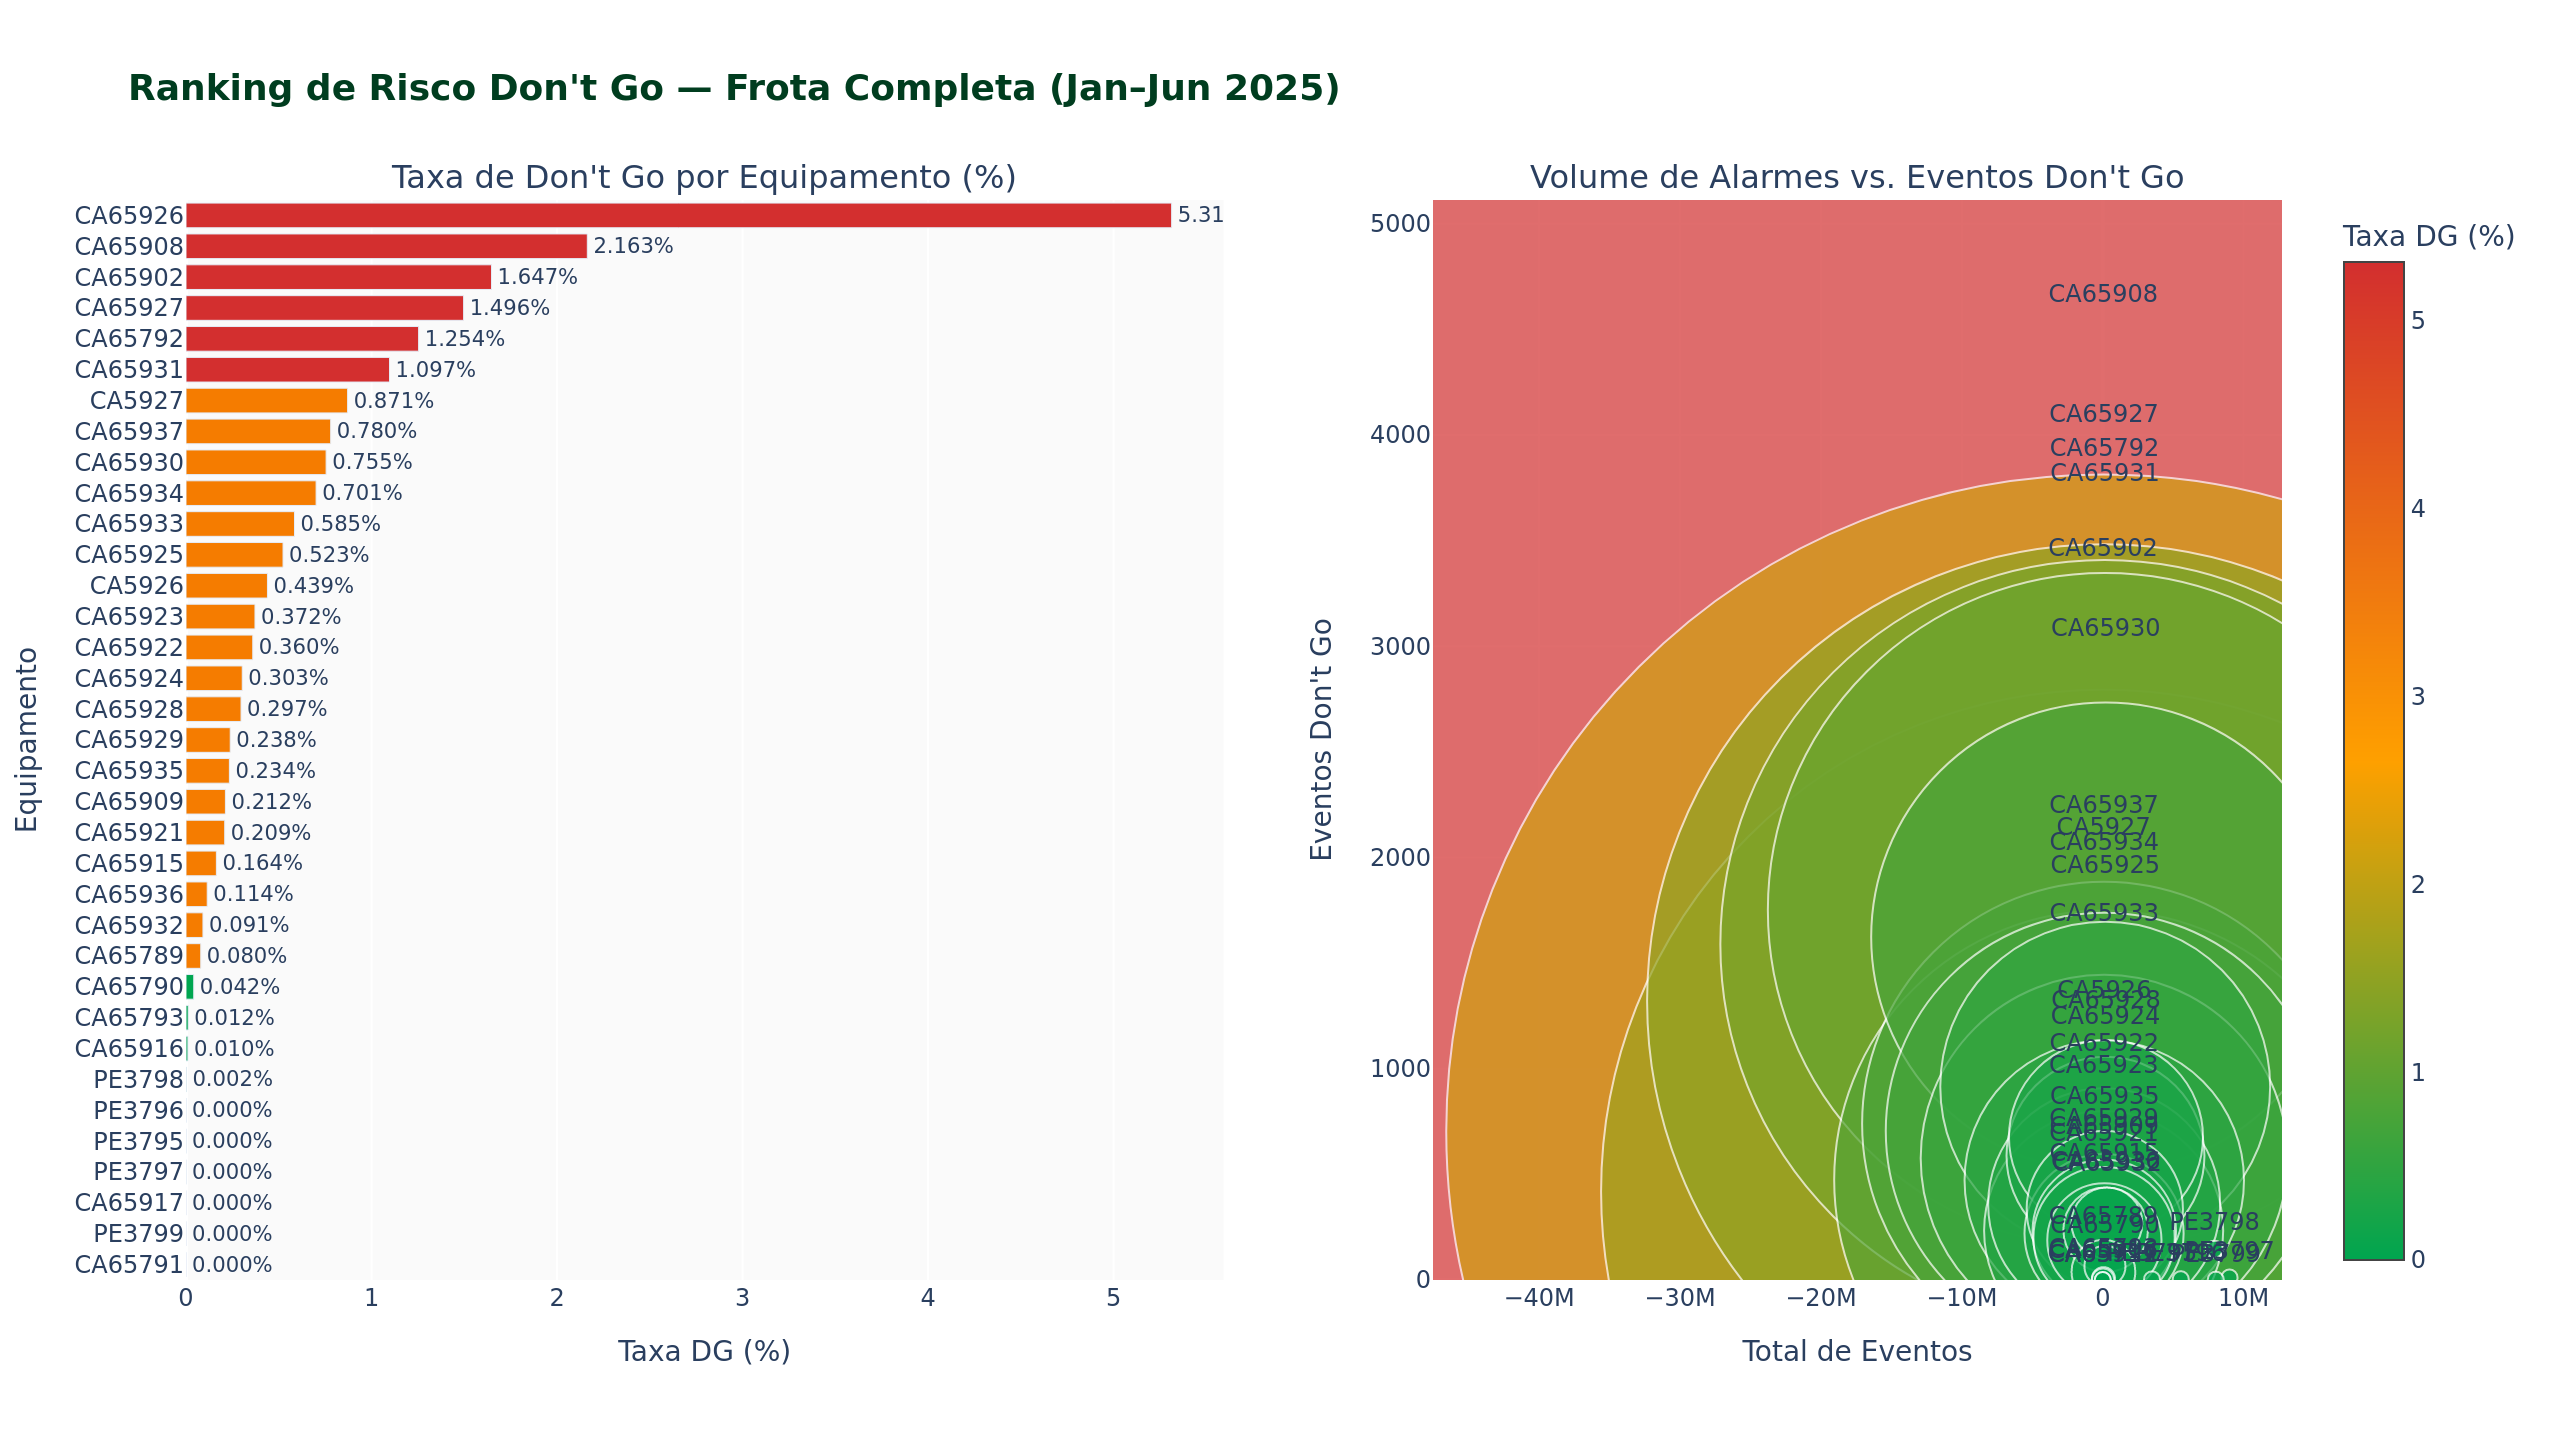 Ranking de Risco Don't Go — Frota Completa (Jan–Jun 2025)
Taxa de Don't Go por Equipamento (%)
Equipamento
CA65926 5.31
CA65908 2.163%
CA65902 1.647%
CA65927 1.496%
CA65792 1.254%
CA65931 1.097%
CA5927 0.871%
CA65937 0.780%
CA65930 0.755%
CA65934 0.701%
CA65933 0.585%
CA65925 0.523%
CA5926 0.439%
CA65923 0.372%
CA65922 0.360%
CA65924 0.303%
CA65928 0.297%
CA65929 0.238%
CA65935 0.234%
CA65909 0.212%
CA65921 0.209%
CA65915 0.164%
CA65936 0.114%
CA65932 0.091%
CA65789 0.080%
CA65790 0.042%
CA65793 0.012%
CA65916 0.010%
PE3798 0.002%
PE3796 0.000%
PE3795 0.000%
PE3797 0.000%
CA65917 0.000%
PE3799 0.000%
CA65791 0.000%
0 1 2 3 4 5
Taxa DG (%)
Volume de Alarmes vs. Eventos Don't Go
Eventos Don't Go
5000
4000
3000
2000
1000
0
CA65908
CA65927
CA65792
CA65931
CA65902
CA65930
CA65937
CA5927
CA65934
CA65925
CA65933
CA5926
CA65928
CA65924
CA65922
CA65923
CA65935
CA65921
CA65915
CA65932
CA65789
CA65790
PE3798
−40M −30M −20M −10M 0 10M
Total de Eventos
Taxa DG (%)
5
4
3
2
1
0